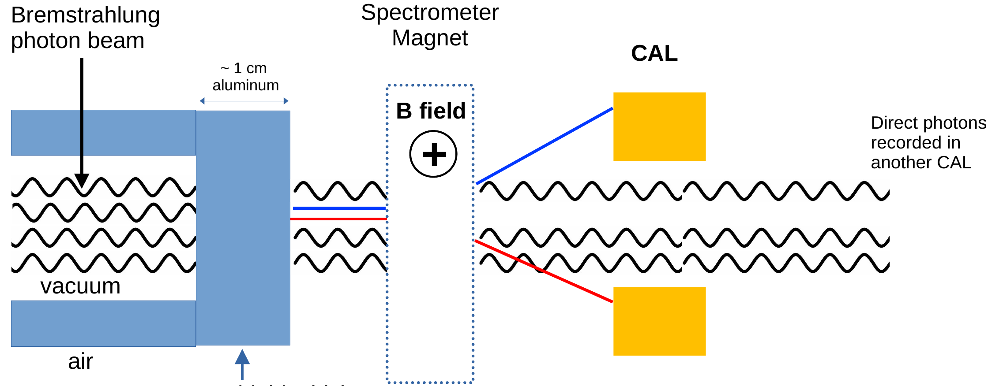 Bremstrahlung
photon beam
Spectrometer
Magnet
CAL
~ 1 cm
aluminum
B field
+
Direct photons
recorded in
another CAL
vacuum
air